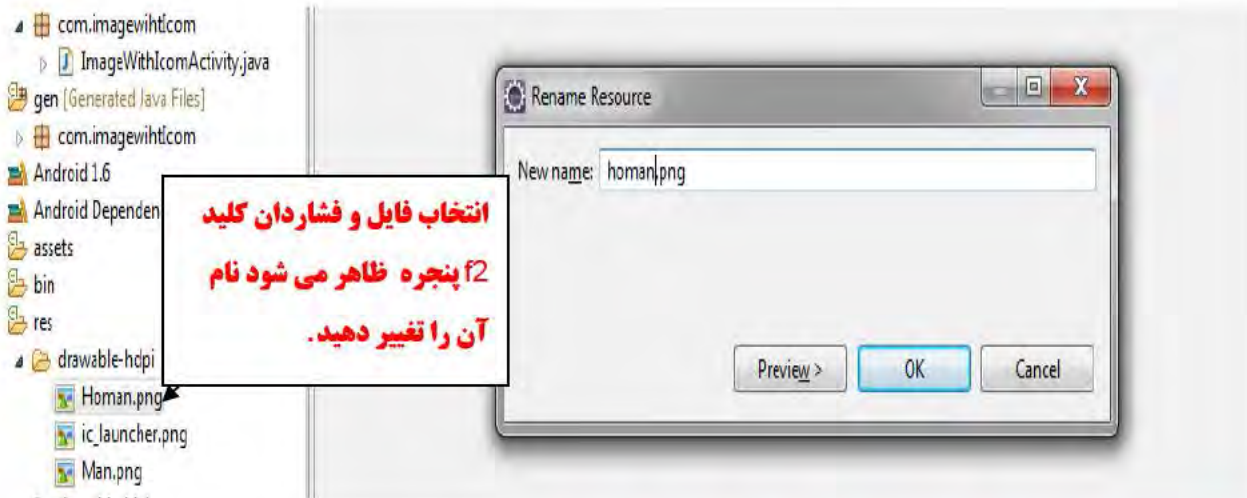 com.imagewihtIcom
ImageWithIcomActivity.java
gen [Generated Java Files]
com.imagewihtIcom
Android 1.6
Android Dependen
assets
bin
res
drawable-hdpi
Homan.png
ic_launcher.png
Man.png
انتخاب فایل و فشاردان کلید
f2 پنجره ظاهر می شود نام
آن را تغییر دهید.
Rename Resource
New name: homan.png
Preview >
OK
Cancel